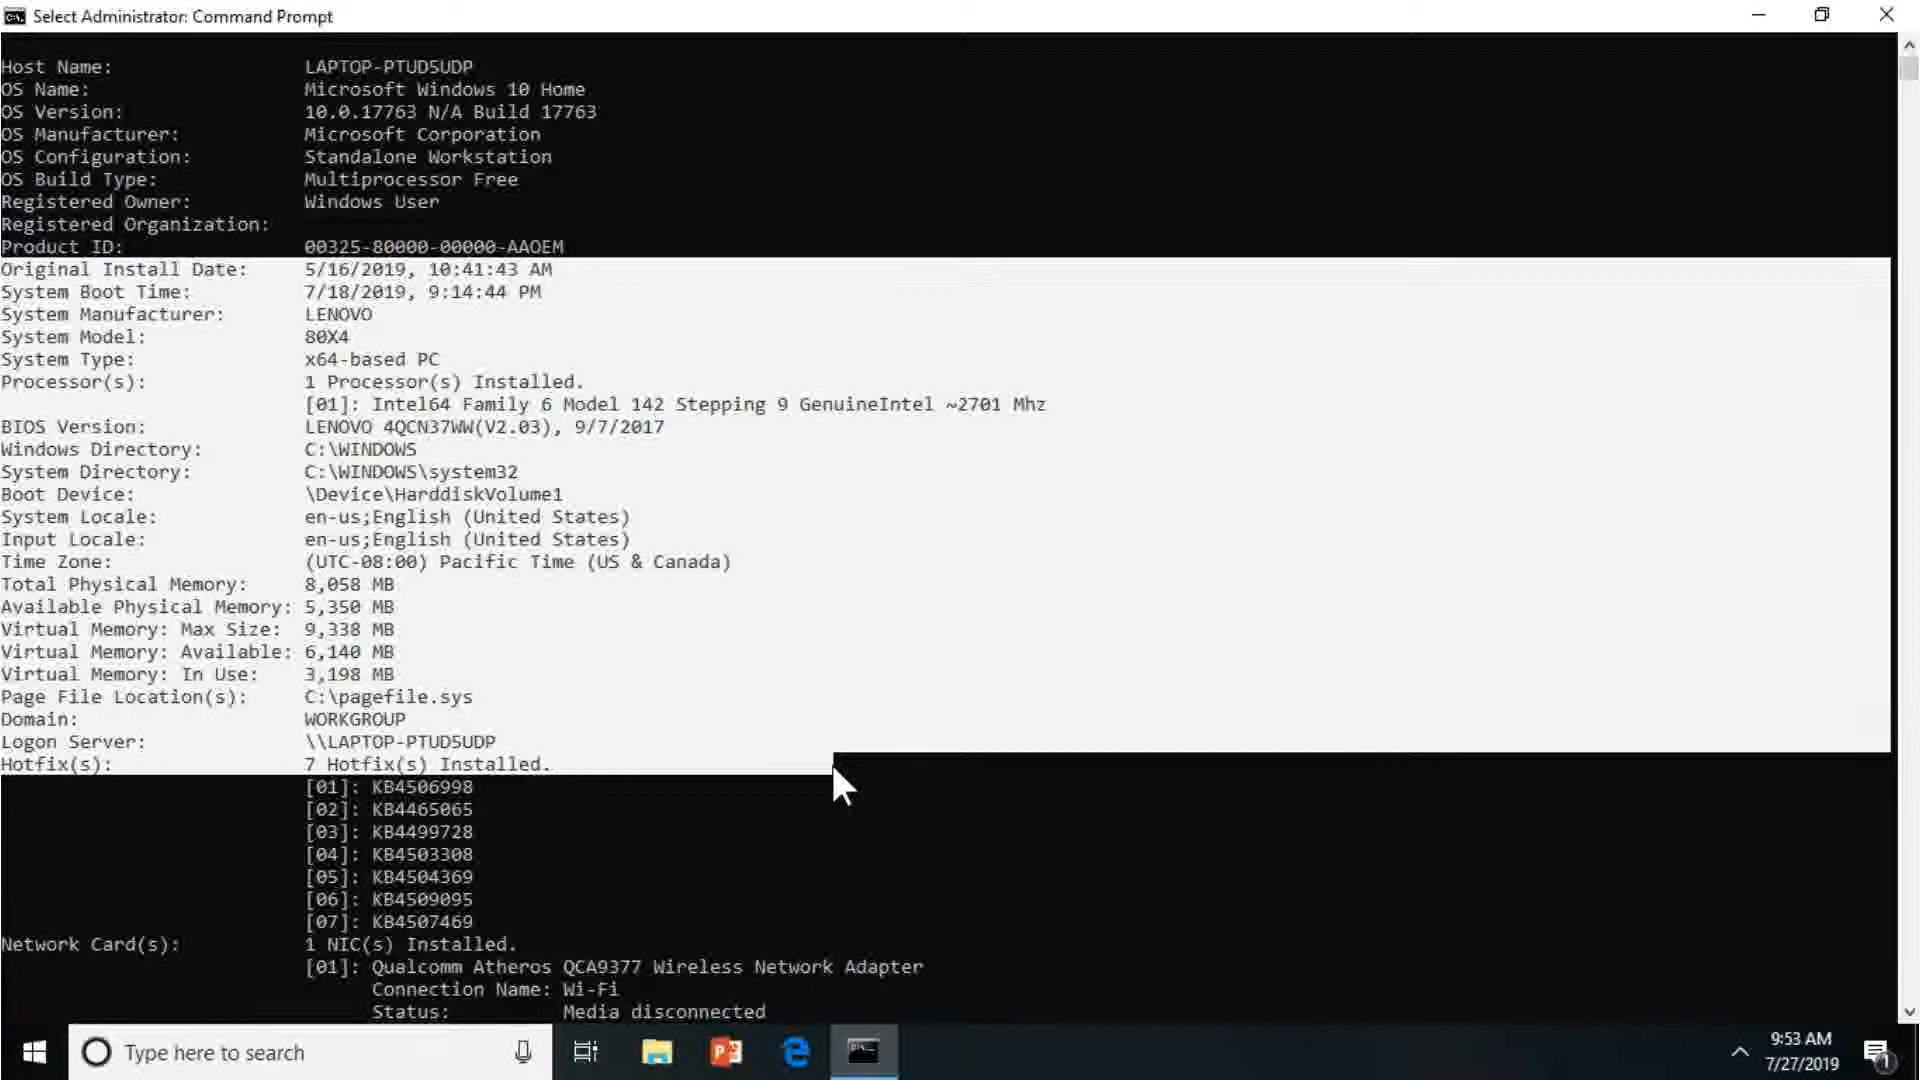 Select Administrator: Command Prompt
Host Name: LAPTOP-PTUD5UDP
OS Name: Microsoft Windows 10 Home
OS Version: 10.0.17763 N/A Build 17763
OS Manufacturer: Microsoft Corporation
OS Configuration: Standalone Workstation
OS Build Type: Multiprocessor Free
Registered Owner: Windows User
Registered Organization:
Product ID: 00325-80000-00000-AAOEM
Original Install Date: 5/16/2019, 10:41:43 AM
System Boot Time: 7/18/2019, 9:14:44 PM
System Manufacturer: LENOVO
System Model: 80X4
System Type: x64-based PC
Processor(s): 1 Processor(s) Installed.
[01]: Intel64 Family 6 Model 142 Stepping 9 GenuineIntel ~2701 Mhz
BIOS Version: LENOVO 4QCN37WW(V2.03), 9/7/2017
Windows Directory: C:\WINDOWS
System Directory: C:\WINDOWS\system32
Boot Device: \Device\HarddiskVolume1
System Locale: en-us;English (United States)
Input Locale: en-us;English (United States)
Time Zone: (UTC-08:00) Pacific Time (US & Canada)
Total Physical Memory: 8,058 MB
Available Physical Memory: 5,350 MB
Virtual Memory: Max Size: 9,338 MB
Virtual Memory: Available: 6,140 MB
Virtual Memory: In Use: 3,198 MB
Page File Location(s): C:\pagefile.sys
Domain: WORKGROUP
Logon Server: \\LAPTOP-PTUD5UDP
Hotfix(s): 7 Hotfix(s) Installed.
[01]: KB4506998
[02]: KB4465065
[03]: KB4499728
[04]: KB4503308
[05]: KB4504369
[06]: KB4509095
[07]: KB4507469
Network Card(s): 1 NIC(s) Installed.
[01]: Qualcomm Atheros QCA9377 Wireless Network Adapter
Connection Name: Wi-Fi
Status: Media disconnected
Type here to search
9:53 AM
7/27/2019
1